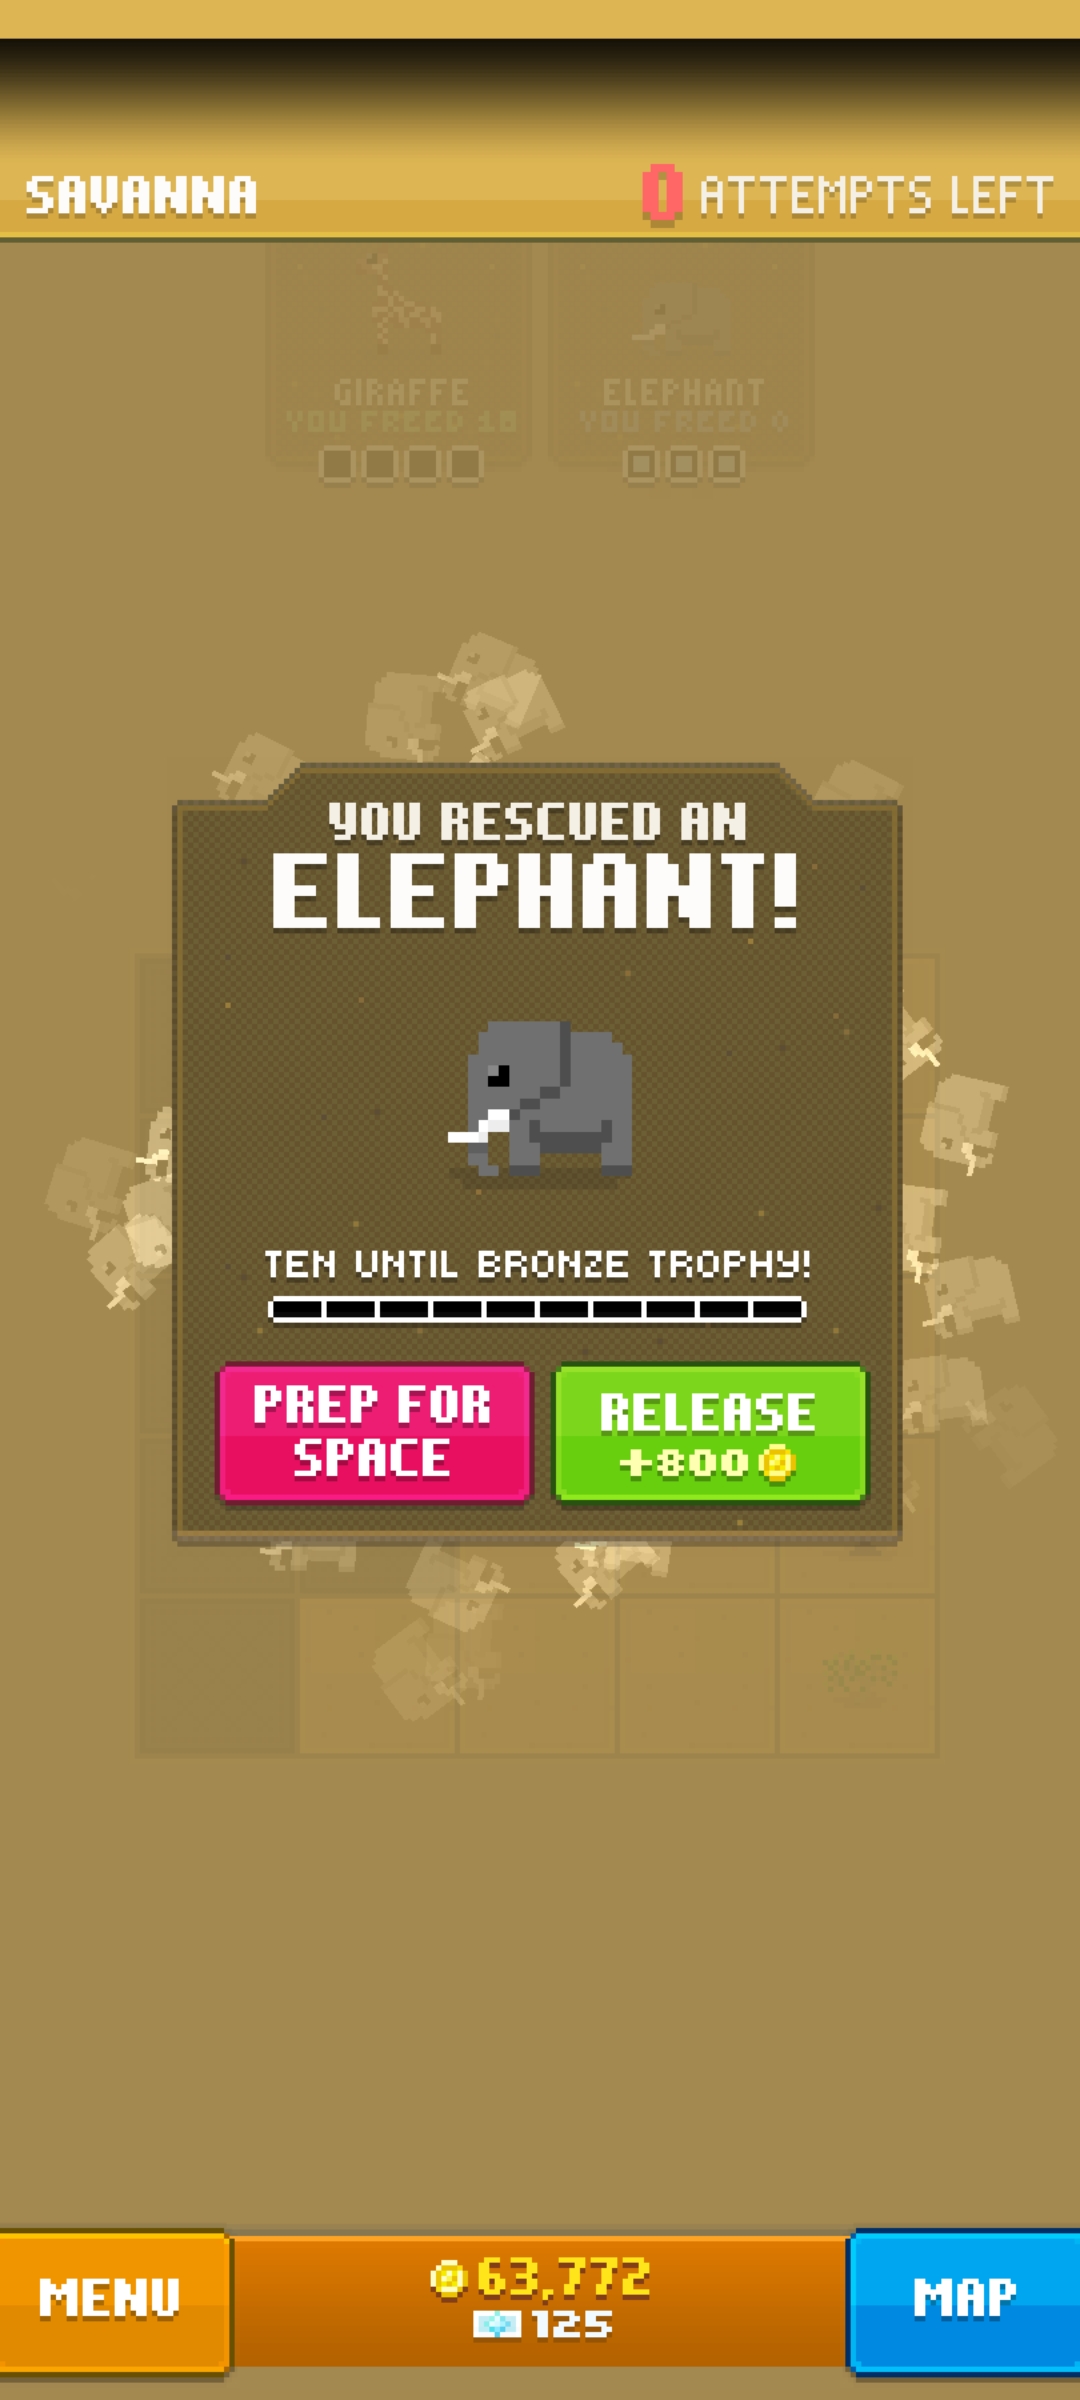 SAVANNA
0 ATTEMPTS LEFT
GIRAFFE
ELEPHANT
YOU FREED 10
YOU FREED 0
YOU RESCUED AN
ELEPHANT!
TEN UNTIL BRONZE TROPHY!
PREP FOR
SPACE
RELEASE
+800
MENU
63,772
125
MAP